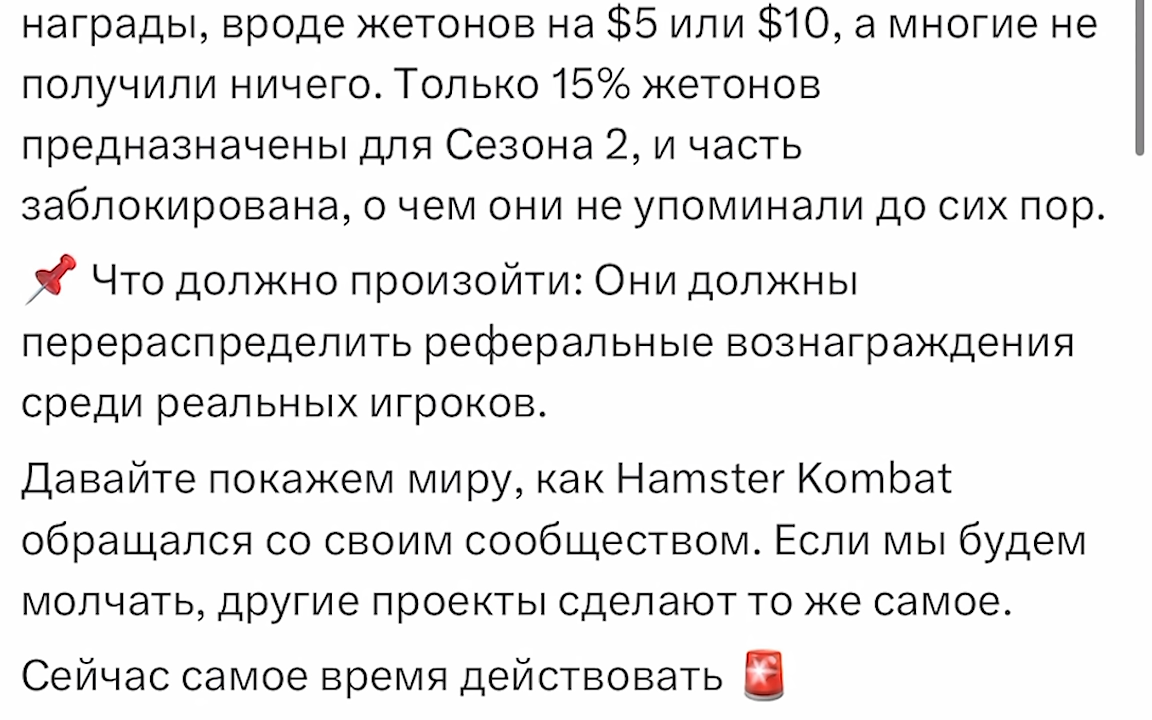 награды, вроде жетонов на $5 или $10, а многие не
получили ничего. Только 15% жетонов
предназначены для Сезона 2, и часть
заблокирована, о чем они не упоминали до сих пор.
📌 Что должно произойти: Они должны
перераспределить реферальные вознаграждения
среди реальных игроков.
Давайте покажем миру, как Hamster Kombat
обращался со своим сообществом. Если мы будем
молчать, другие проекты сделают то же самое.
Сейчас самое время действовать 🚨